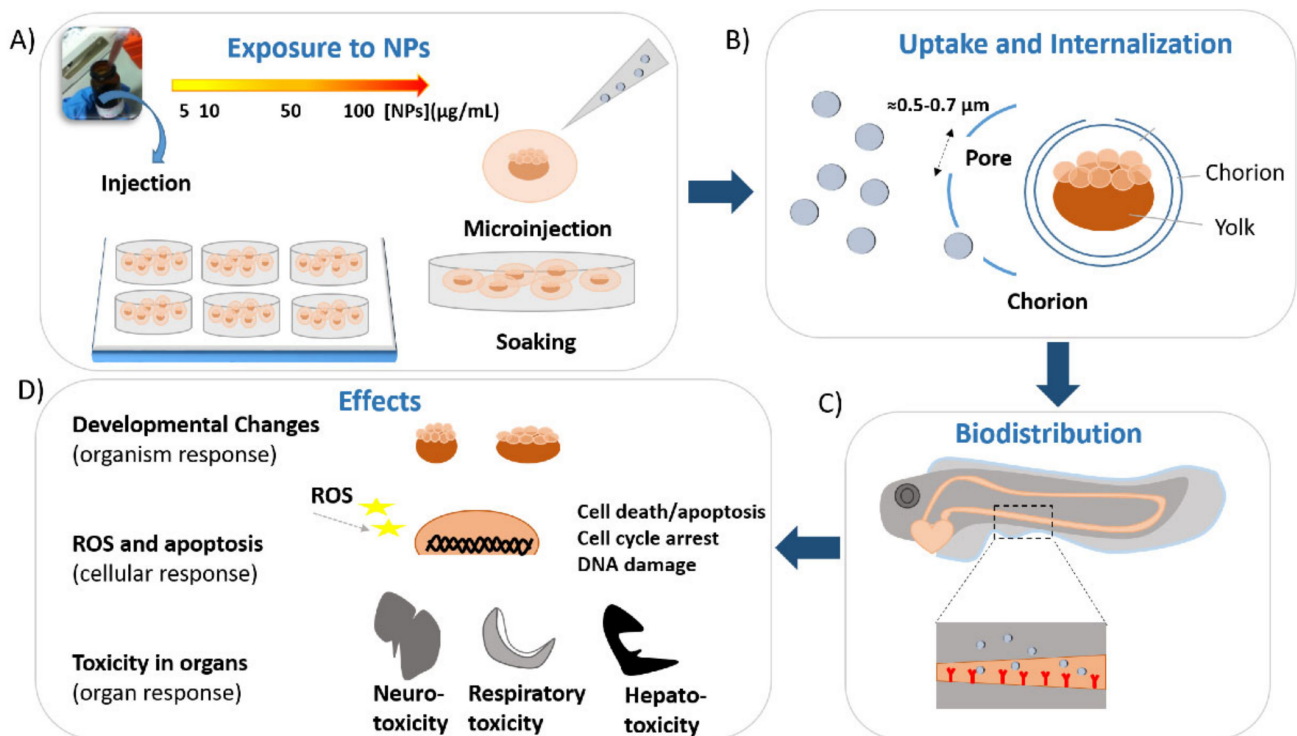 A)
Exposure to NPs
5 10 50 100 [NPs](μg/mL)
Injection
Microinjection
Soaking
B)
Uptake and Internalization
≈0.5-0.7 μm
Pore
Chorion
Yolk
Chorion
C)
Biodistribution
D)
Effects
Developmental Changes
(organism response)
ROS
ROS and apoptosis
(cellular response)
Cell death/apoptosis
Cell cycle arrest
DNA damage
Toxicity in organs
(organ response)
Neuro-
toxicity
Respiratory
toxicity
Hepato-
toxicity